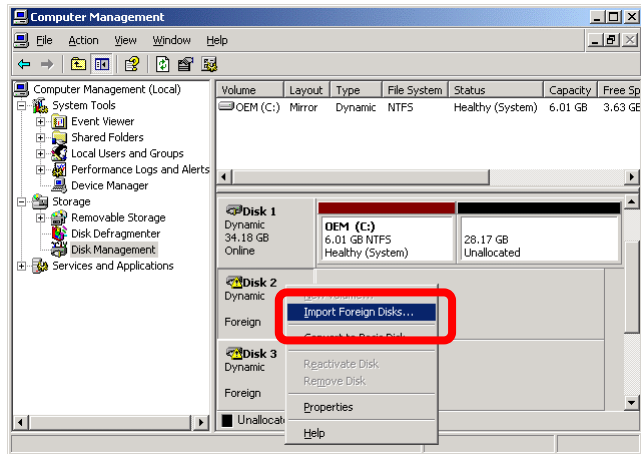 Computer Management
File Action View Window Help
Computer Management (Local)
System Tools
Event Viewer
Shared Folders
Local Users and Groups
Performance Logs and Alerts
Device Manager
Storage
Removable Storage
Disk Defragmenter
Disk Management
Services and Applications
Volume Layout Type File System Status Capacity Free Sp
OEM (C:) Mirror Dynamic NTFS Healthy (System) 6.01 GB 3.63 GB
Disk 1
Dynamic
34.18 GB
Online
OEM (C:)
6.01 GB NTFS
Healthy (System)
28.17 GB
Unallocated
Disk 2
Dynamic
Foreign
Disk 3
Dynamic
Foreign
Import Foreign Disks...
Convert to Basic Disk
Reactivate Disk
Remove Disk
Properties
Help
Unallocat